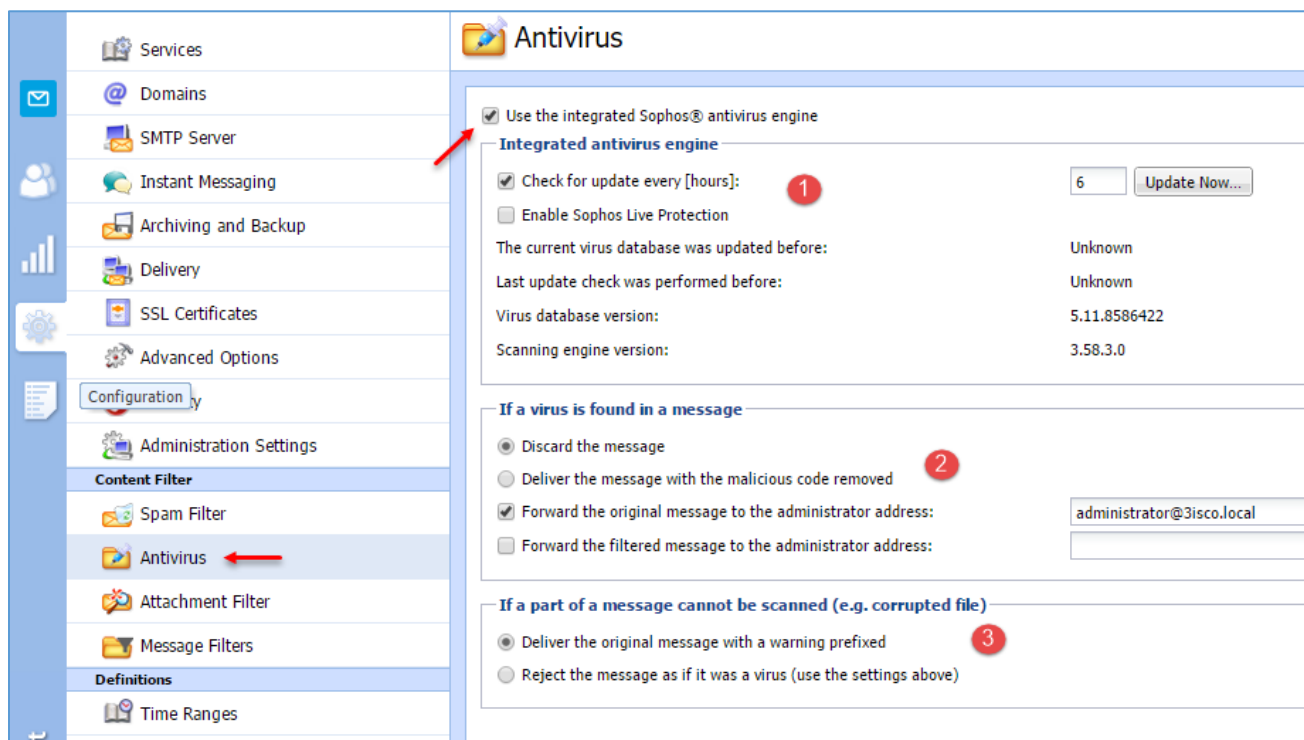 Services
Domains
SMTP Server
Instant Messaging
Archiving and Backup
Delivery
SSL Certificates
Advanced Options
Configuration
Administration Settings
Content Filter
Spam Filter
Antivirus
Attachment Filter
Message Filters
Definitions
Time Ranges
Antivirus
Use the integrated Sophos® antivirus engine
Integrated antivirus engine
Check for update every [hours]: 1 6 Update Now...
Enable Sophos Live Protection
The current virus database was updated before: Unknown
Last update check was performed before: Unknown
Virus database version: 5.11.8586422
Scanning engine version: 3.58.3.0
If a virus is found in a message
Discard the message
2
Deliver the message with the malicious code removed
Forward the original message to the administrator address: administrator@3isco.local
Forward the filtered message to the administrator address:
If a part of a message cannot be scanned (e.g. corrupted file)
Deliver the original message with a warning prefixed 3
Reject the message as if it was a virus (use the settings above)